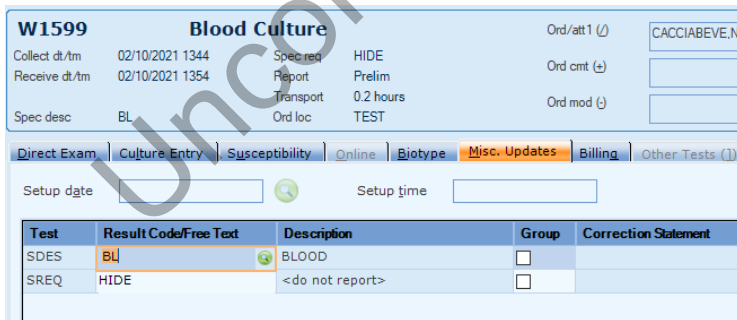 W1599 Blood Culture Ord/att1 (/) CACCIABEVE,N
Collect dt/tm 02/10/2021 1344 Spec req HIDE
Receive dt/tm 02/10/2021 1354 Report Prelim Ord cmt (+)
Transport 0.2 hours
Spec desc BL Ord loc TEST Ord mod (-)
Direct Exam Culture Entry Susceptibility Online Biotype Misc. Updates Billing Other Tests (])
Setup date Setup time
Test Result Code/Free Text Description Group Correction Statement
SDES BL BLOOD
SREQ HIDE <do not report>
Uncon